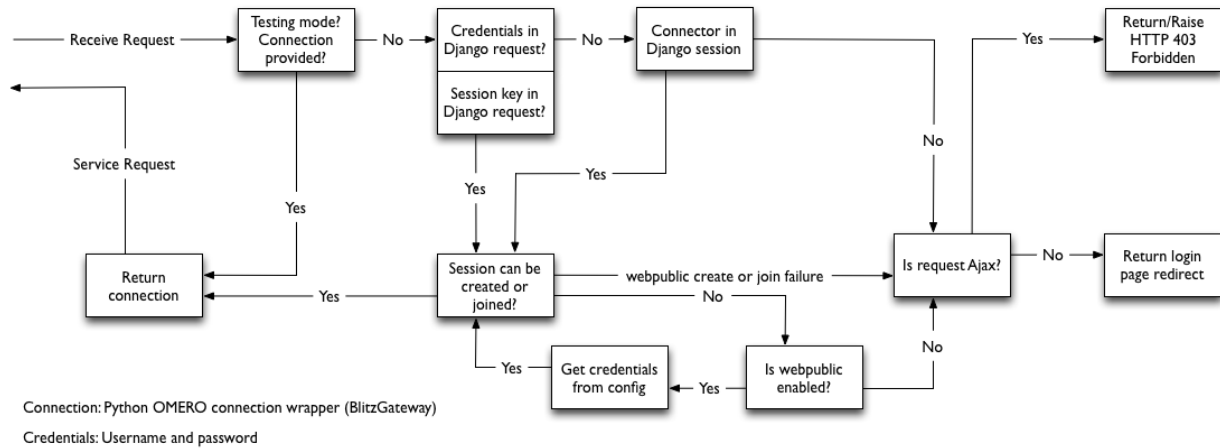 Receive Request
Testing mode?
Connection
provided?
No
Credentials in
Django request?
Session key in
Django request?
No
Connector in
Django session
Yes
Return/Raise
HTTP 403
Forbidden
Service Request
Yes
Yes
Yes
No
Return
connection
Yes
Session can be
created or
joined?
webpublic create or join failure
No
Is request Ajax?
No
Return login
page redirect
Yes
Get credentials
from config
Yes
Is webpublic
enabled?
No
Connection: Python OMERO connection wrapper (BlitzGateway)
Credentials: Username and password